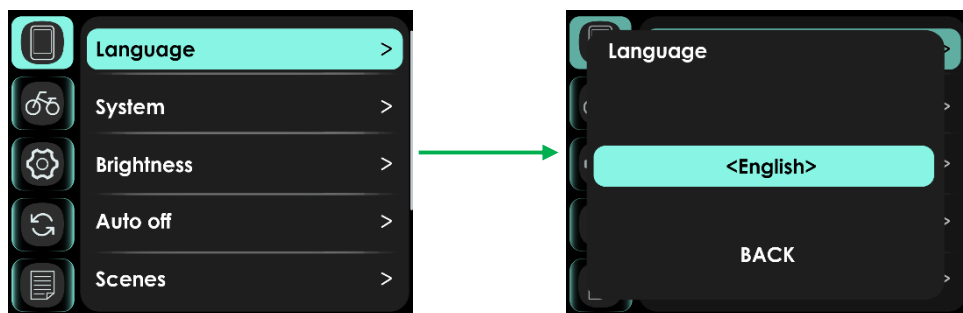 Language >
System >
Brightness >
Auto off >
Scenes >
Language
<English>
BACK